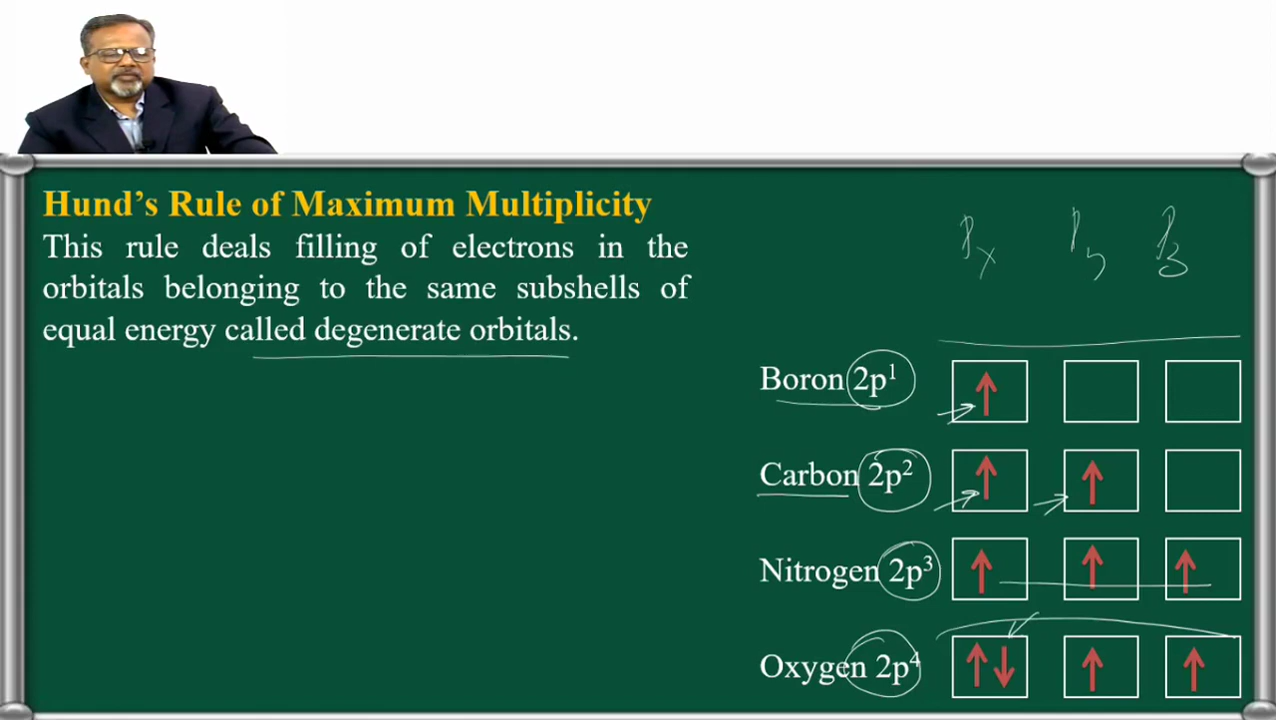 Hund's Rule of Maximum Multiplicity
This rule deals filling of electrons in the
orbitals belonging to the same subshells of
equal energy called degenerate orbitals.
Px Py Pz
Boron 2p¹
Carbon 2p²
Nitrogen 2p³
Oxygen 2p⁴